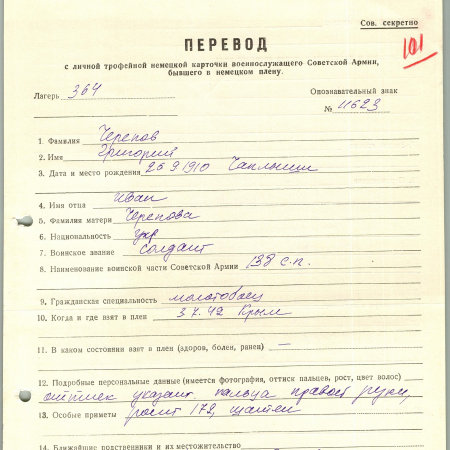 Сов. секретно
101
ПЕРЕВОД
с личной трофейной немецкой карточки военнослужащего Советской Армии,
бывшего в немецком плену.
Лагерь 364
Опознавательный знак
№ 11623
1. Фамилия Черепов
2. Имя Григорий
3. Дата и место рождения 26 9 1910 Чаплынци
4. Имя отца Иван
5. Фамилия матери Черепова
6. Национальность укр
7. Воинское звание солдат
8. Наименование воинской части Советской Армии 138 с.п.
9. Гражданская специальность молотобоец
10. Когда и где взят в плен 3 7. 42 Крым
11. В каком состоянии взят в плен (здоров, болен, ранен) —
12. Подробные персональные данные (имеется фотография, оттиск пальцев, рост, цвет волос)
оттиск указат. пальца правой руки,
13. Особые приметы рост 172, шатен
14. Ближайшие родственники и их местожительство